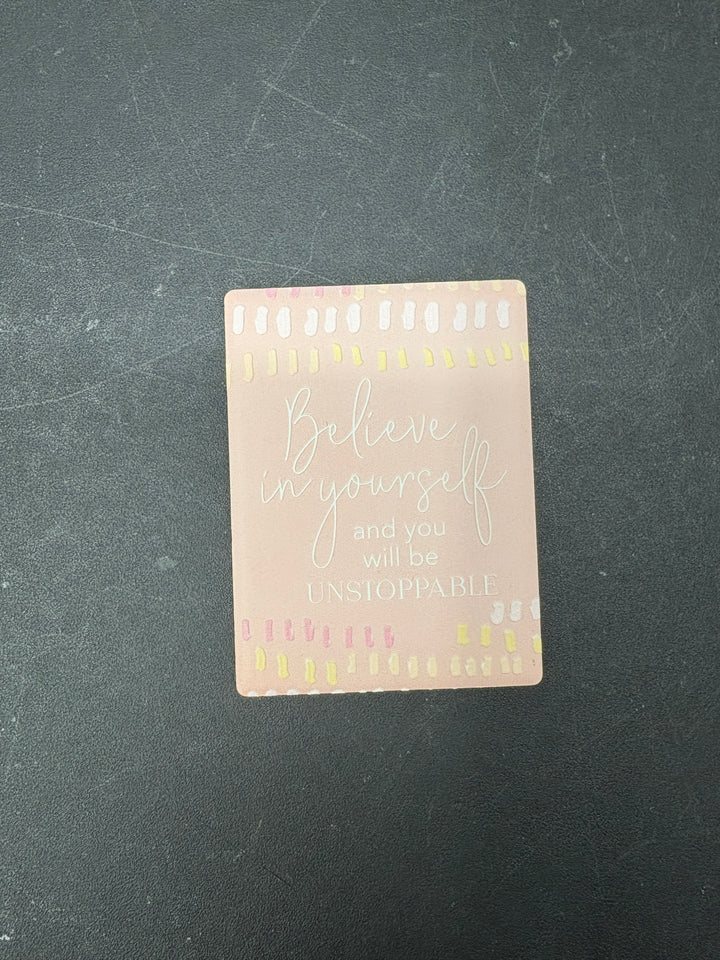 Believe
in yourself
and you
will be
UNSTOPPABLE